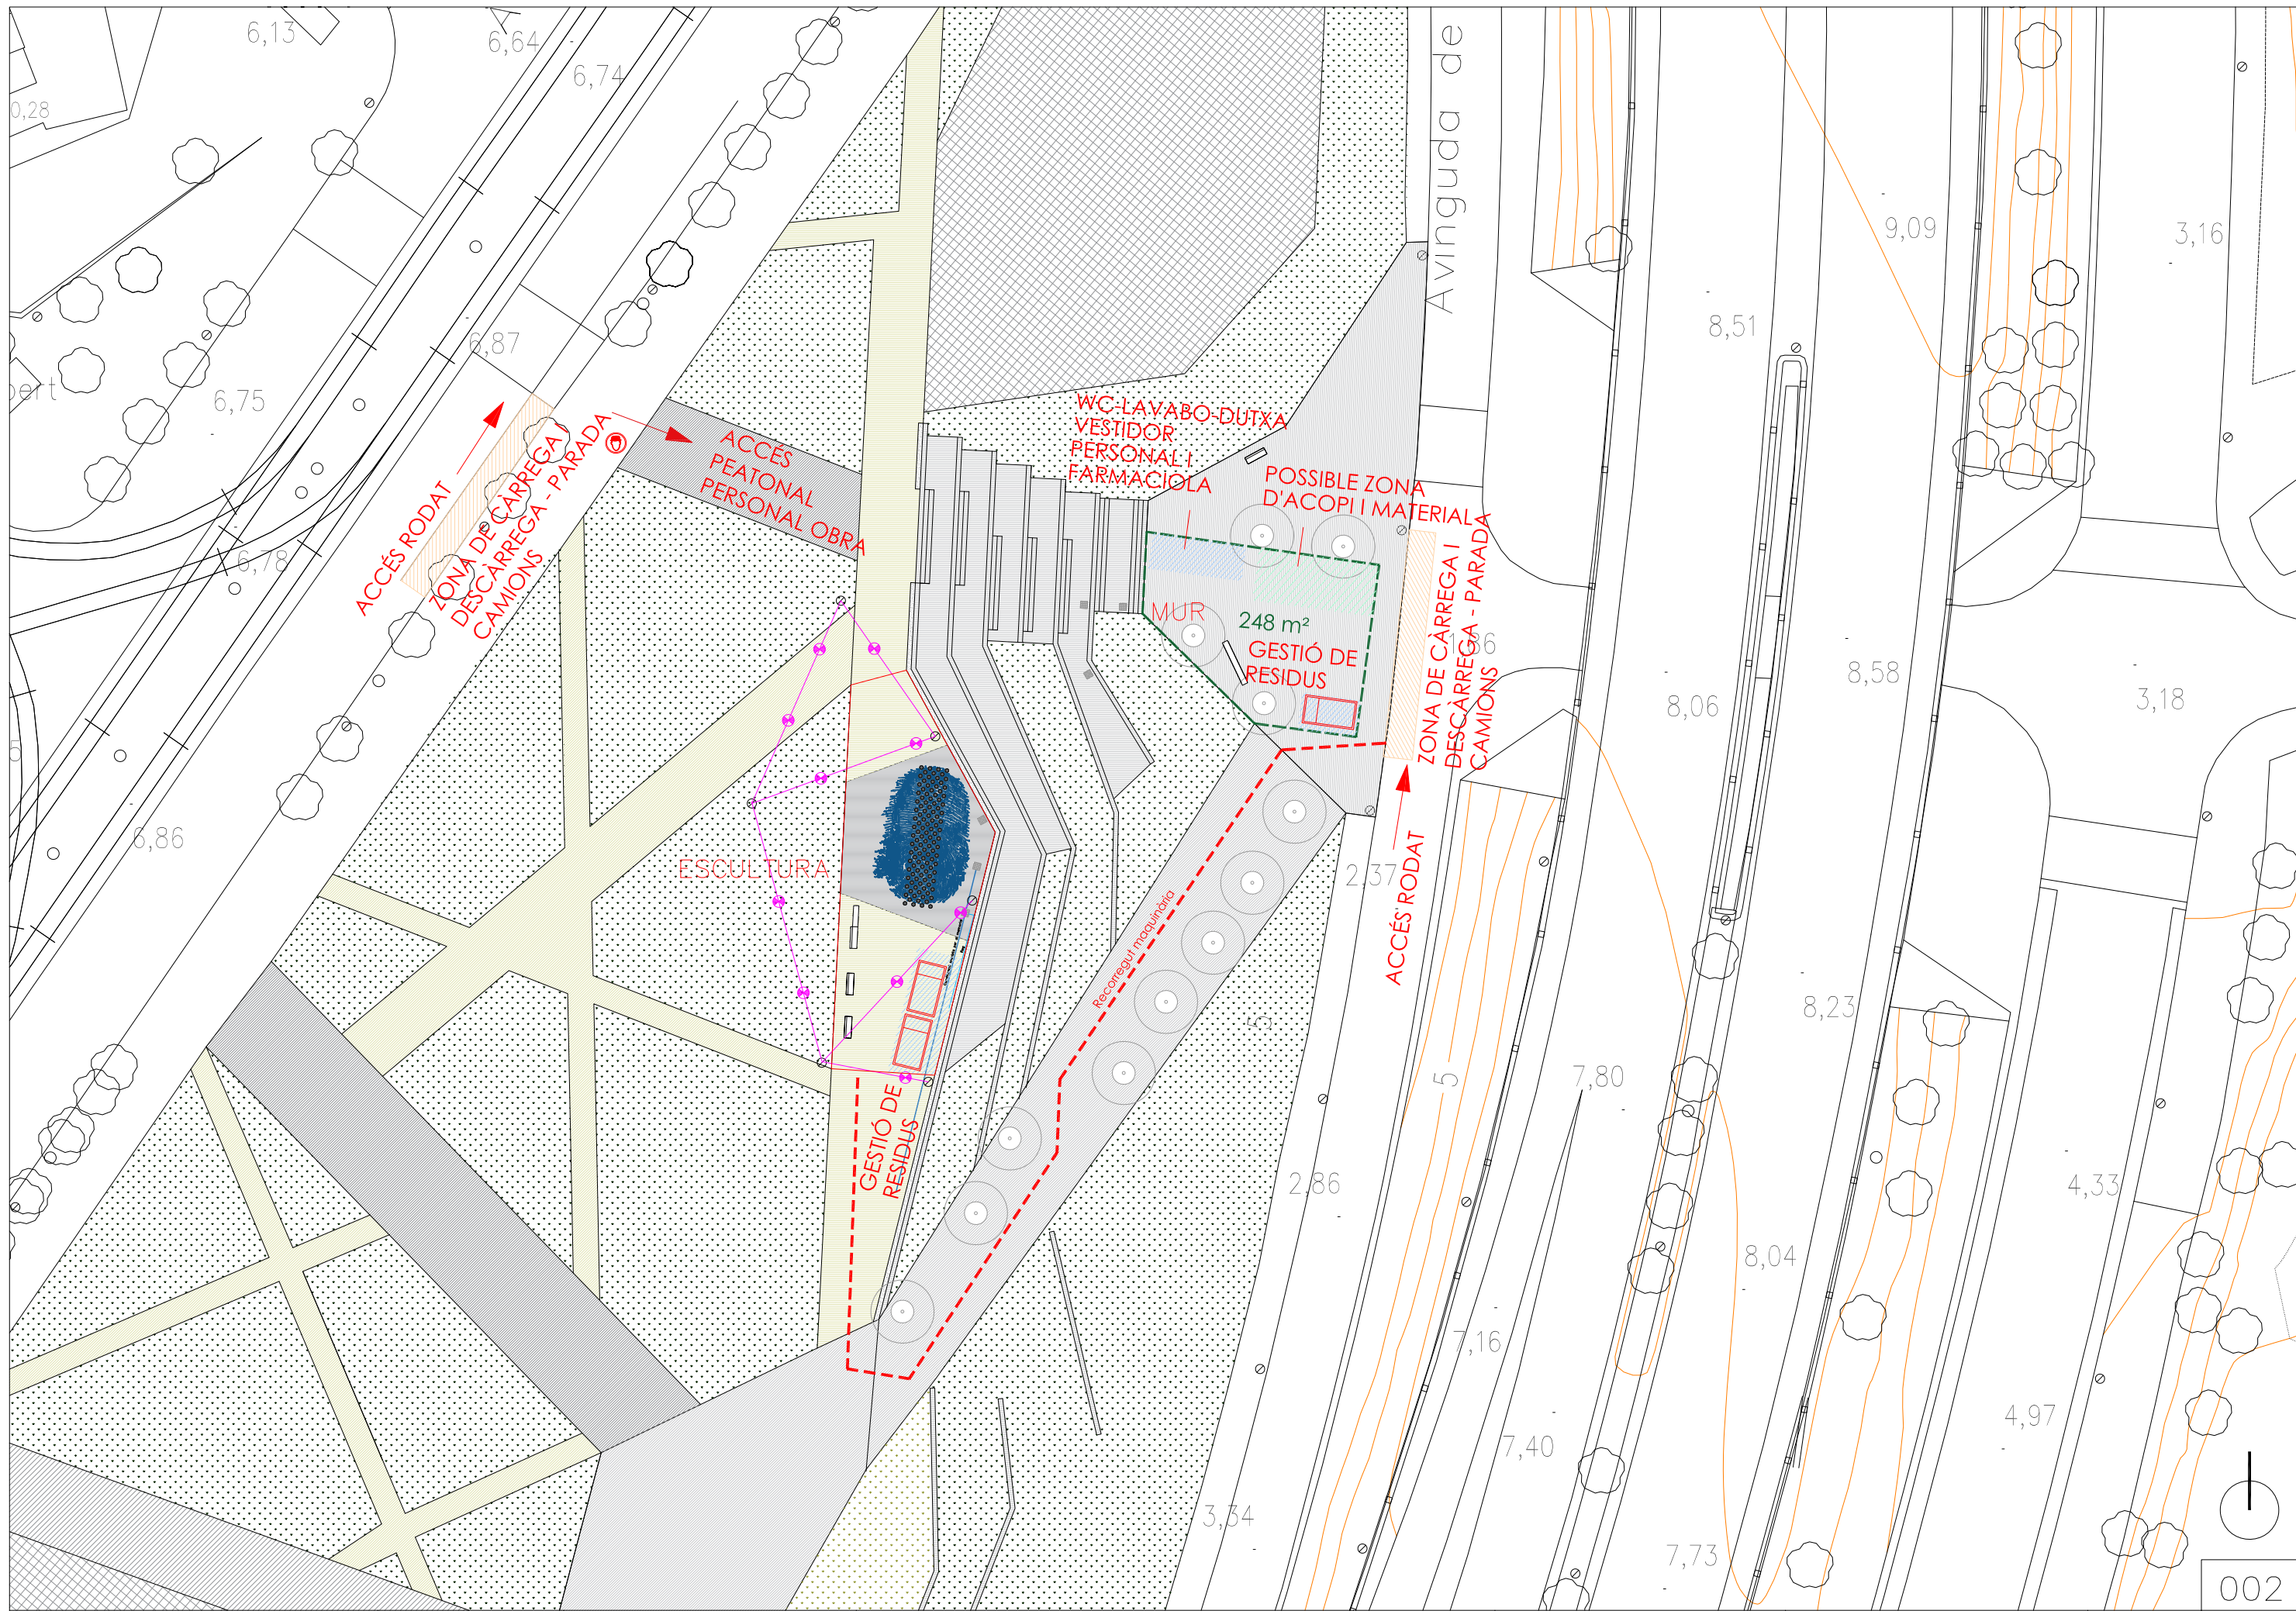 6,13
6,64
6,74
0,28
Avinguda de
9,09
3,16
8,51
6,87
6,75
WC-LAVABO-DUTXA
VESTIDOR
PERSONAL I
FARMACIOLA
ACCÉS
PEATONAL
PERSONAL OBRA
POSSIBLE ZONA
D'ACOPI I MATERIAL
ACCÉS RODAT
ZONA DE CÀRREGA I
DESCÀRREGA - PARADA
CAMIONS
6,78
MUR
248 m²
GESTIÓ DE
RESIDUS
ZONA DE CÀRREGA I
DESCÀRREGA - PARADA
CAMIONS
8,58
3,18
8,06
6,86
ESCULTURA
2,37
ACCÉS RODAT
Recorregut maquinària
8,23
5
5
7,80
GESTIÓ DE
RESIDUS
2,86
4,33
8,04
7,16
4,97
7,40
3,34
7,73
002